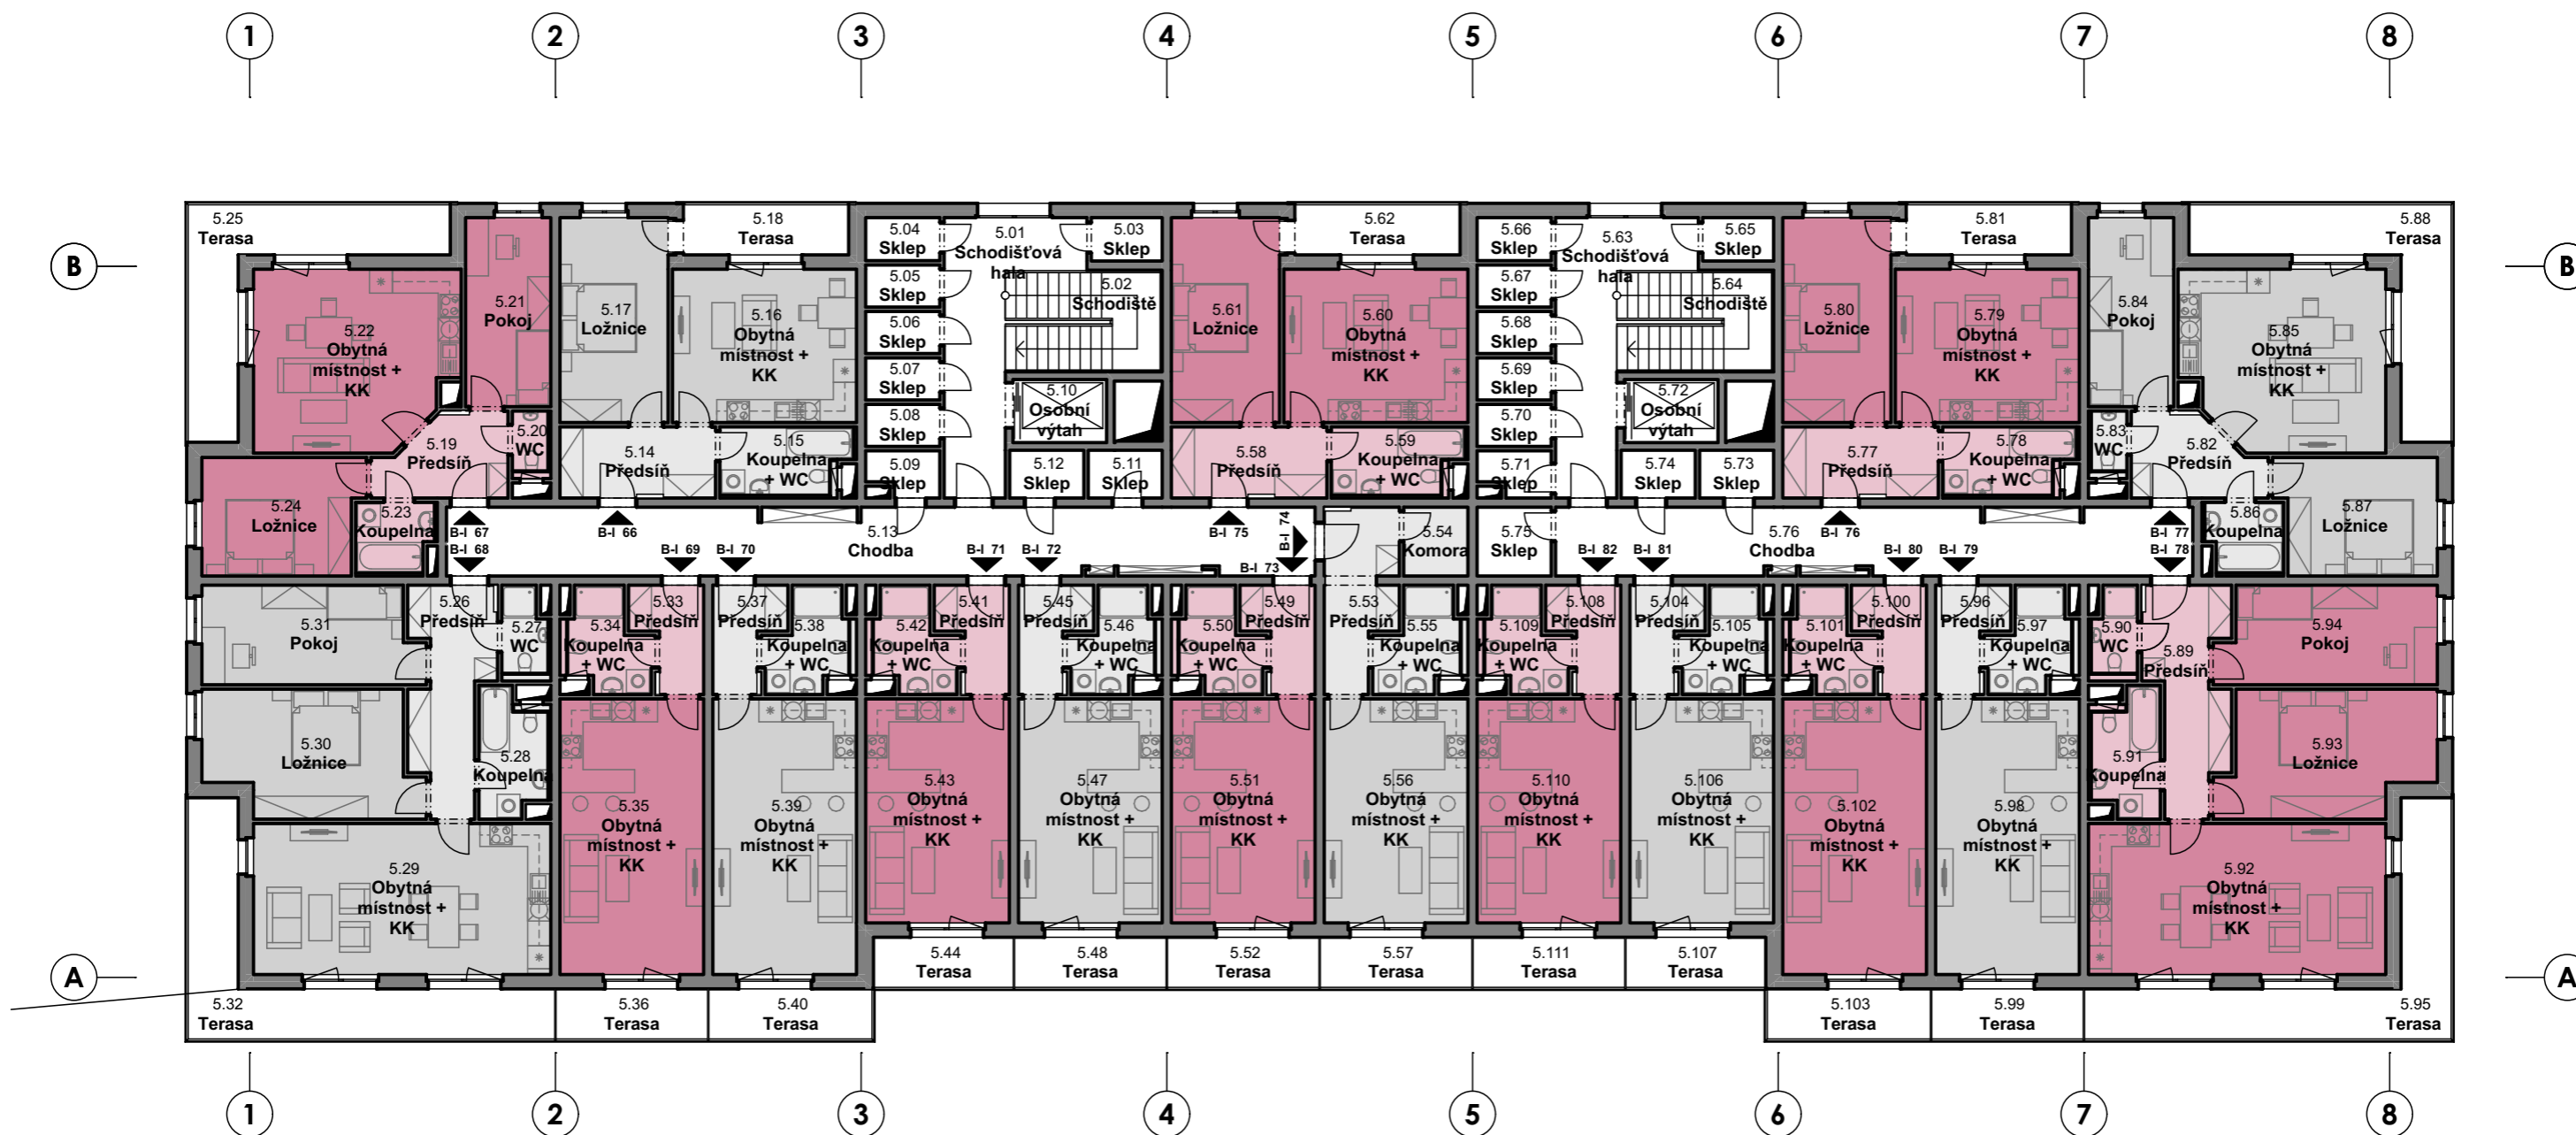 1 2 3 4 5 6 7 8
B B
5.25
Terasa
5.22
Obytná
místnost +
KK
5.21
Pokoj
5.20
WC
5.19
Předsíň
5.24
Ložnice
5.23
Koupelna
5.17
Ložnice
5.18
Terasa
5.16
Obytná
místnost +
KK
5.14
Předsíň
5.15
Koupelna
+ WC
5.04
Sklep
5.05
Sklep
5.06
Sklep
5.07
Sklep
5.08
Sklep
5.09
Sklep
5.01
Schodišťová
hala
5.03
Sklep
5.02
Schodiště
5.10
Osobní
výtah
5.12
Sklep
5.11
Sklep
5.61
Ložnice
5.62
Terasa
5.60
Obytná
místnost +
KK
5.58
Předsíň
5.59
Koupelna
+ WC
5.66
Sklep
5.67
Sklep
5.68
Sklep
5.69
Sklep
5.70
Sklep
5.71
Sklep
5.63
Schodišťová
hala
5.65
Sklep
5.64
Schodiště
5.72
Osobní
výtah
5.74
Sklep
5.73
Sklep
5.80
Ložnice
5.81
Terasa
5.79
Obytná
místnost +
KK
5.77
Předsíň
5.78
Koupelna
+ WC
5.84
Pokoj
5.88
Terasa
5.85
Obytná
místnost +
KK
5.83
WC
5.82
Předsíň
5.86
Koupelna
5.87
Ložnice
B-I 67
B-I 68
B-I 66
B-I 69
B-I 70
5.13
Chodba
B-I 71
B-I 72
B-I 75
B-I 73
B-I 74
5.54
Komora
5.75
Sklep
B-I 82
B-I 81
5.76
Chodba
B-I 76
B-I 80
B-I 79
B-I 77
B-I 78
5.31
Pokoj
5.26
Předsíň
5.27
WC
5.30
Ložnice
5.28
Koupelna
5.29
Obytná
místnost +
KK
5.32
Terasa
5.34
Koupelna
+ WC
5.33
Předsíň
5.35
Obytná
místnost +
KK
5.36
Terasa
5.37
Předsíň
5.38
Koupelna
+ WC
5.39
Obytná
místnost +
KK
5.40
Terasa
5.42
Koupelna
+ WC
5.41
Předsíň
5.43
Obytná
místnost +
KK
5.44
Terasa
5.45
Předsíň
5.46
Koupelna
+ WC
5.47
Obytná
místnost +
KK
5.48
Terasa
5.50
Koupelna
+ WC
5.49
Předsíň
5.51
Obytná
místnost +
KK
5.52
Terasa
5.53
Předsíň
5.55
Koupelna
+ WC
5.56
Obytná
místnost +
KK
5.57
Terasa
5.109
Koupelna
+ WC
5.108
Předsíň
5.110
Obytná
místnost +
KK
5.111
Terasa
5.104
Předsíň
5.105
Koupelna
+ WC
5.106
Obytná
místnost +
KK
5.107
Terasa
5.101
Koupelna
+ WC
5.100
Předsíň
5.102
Obytná
místnost +
KK
5.103
Terasa
5.96
Předsíň
5.97
Koupelna
+ WC
5.98
Obytná
místnost +
KK
5.99
Terasa
5.90
WC
5.89
Předsíň
5.94
Pokoj
5.91
Koupelna
5.93
Ložnice
5.92
Obytná
místnost +
KK
5.95
Terasa
A A
1 2 3 4 5 6 7 8